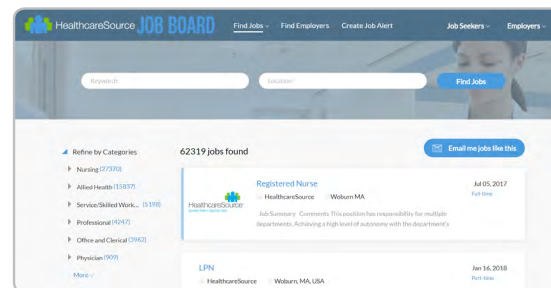 HealthcareSource JOB BOARD
Find Jobs
Find Employers
Create Job Alert
Job Seekers
Employers
Keywords
Location
Find Jobs
Refine by Categories
Nursing (27370)
Allied Health (15837)
Service/Skilled Work... (5198)
Professional (4247)
Office and Clerical (3962)
Physician (909)
More
62319 jobs found
Email me jobs like this
HealthcareSource
Registered Nurse
HealthcareSource Woburn MA
Job Summary Comments This position has responsibility for multiple
departments. Achieving a high level of autonomy with the department's
Jul 05, 2017
Full-time
LPN
HealthcareSource Woburn, MA, USA
Jan 16, 2018
Part-time